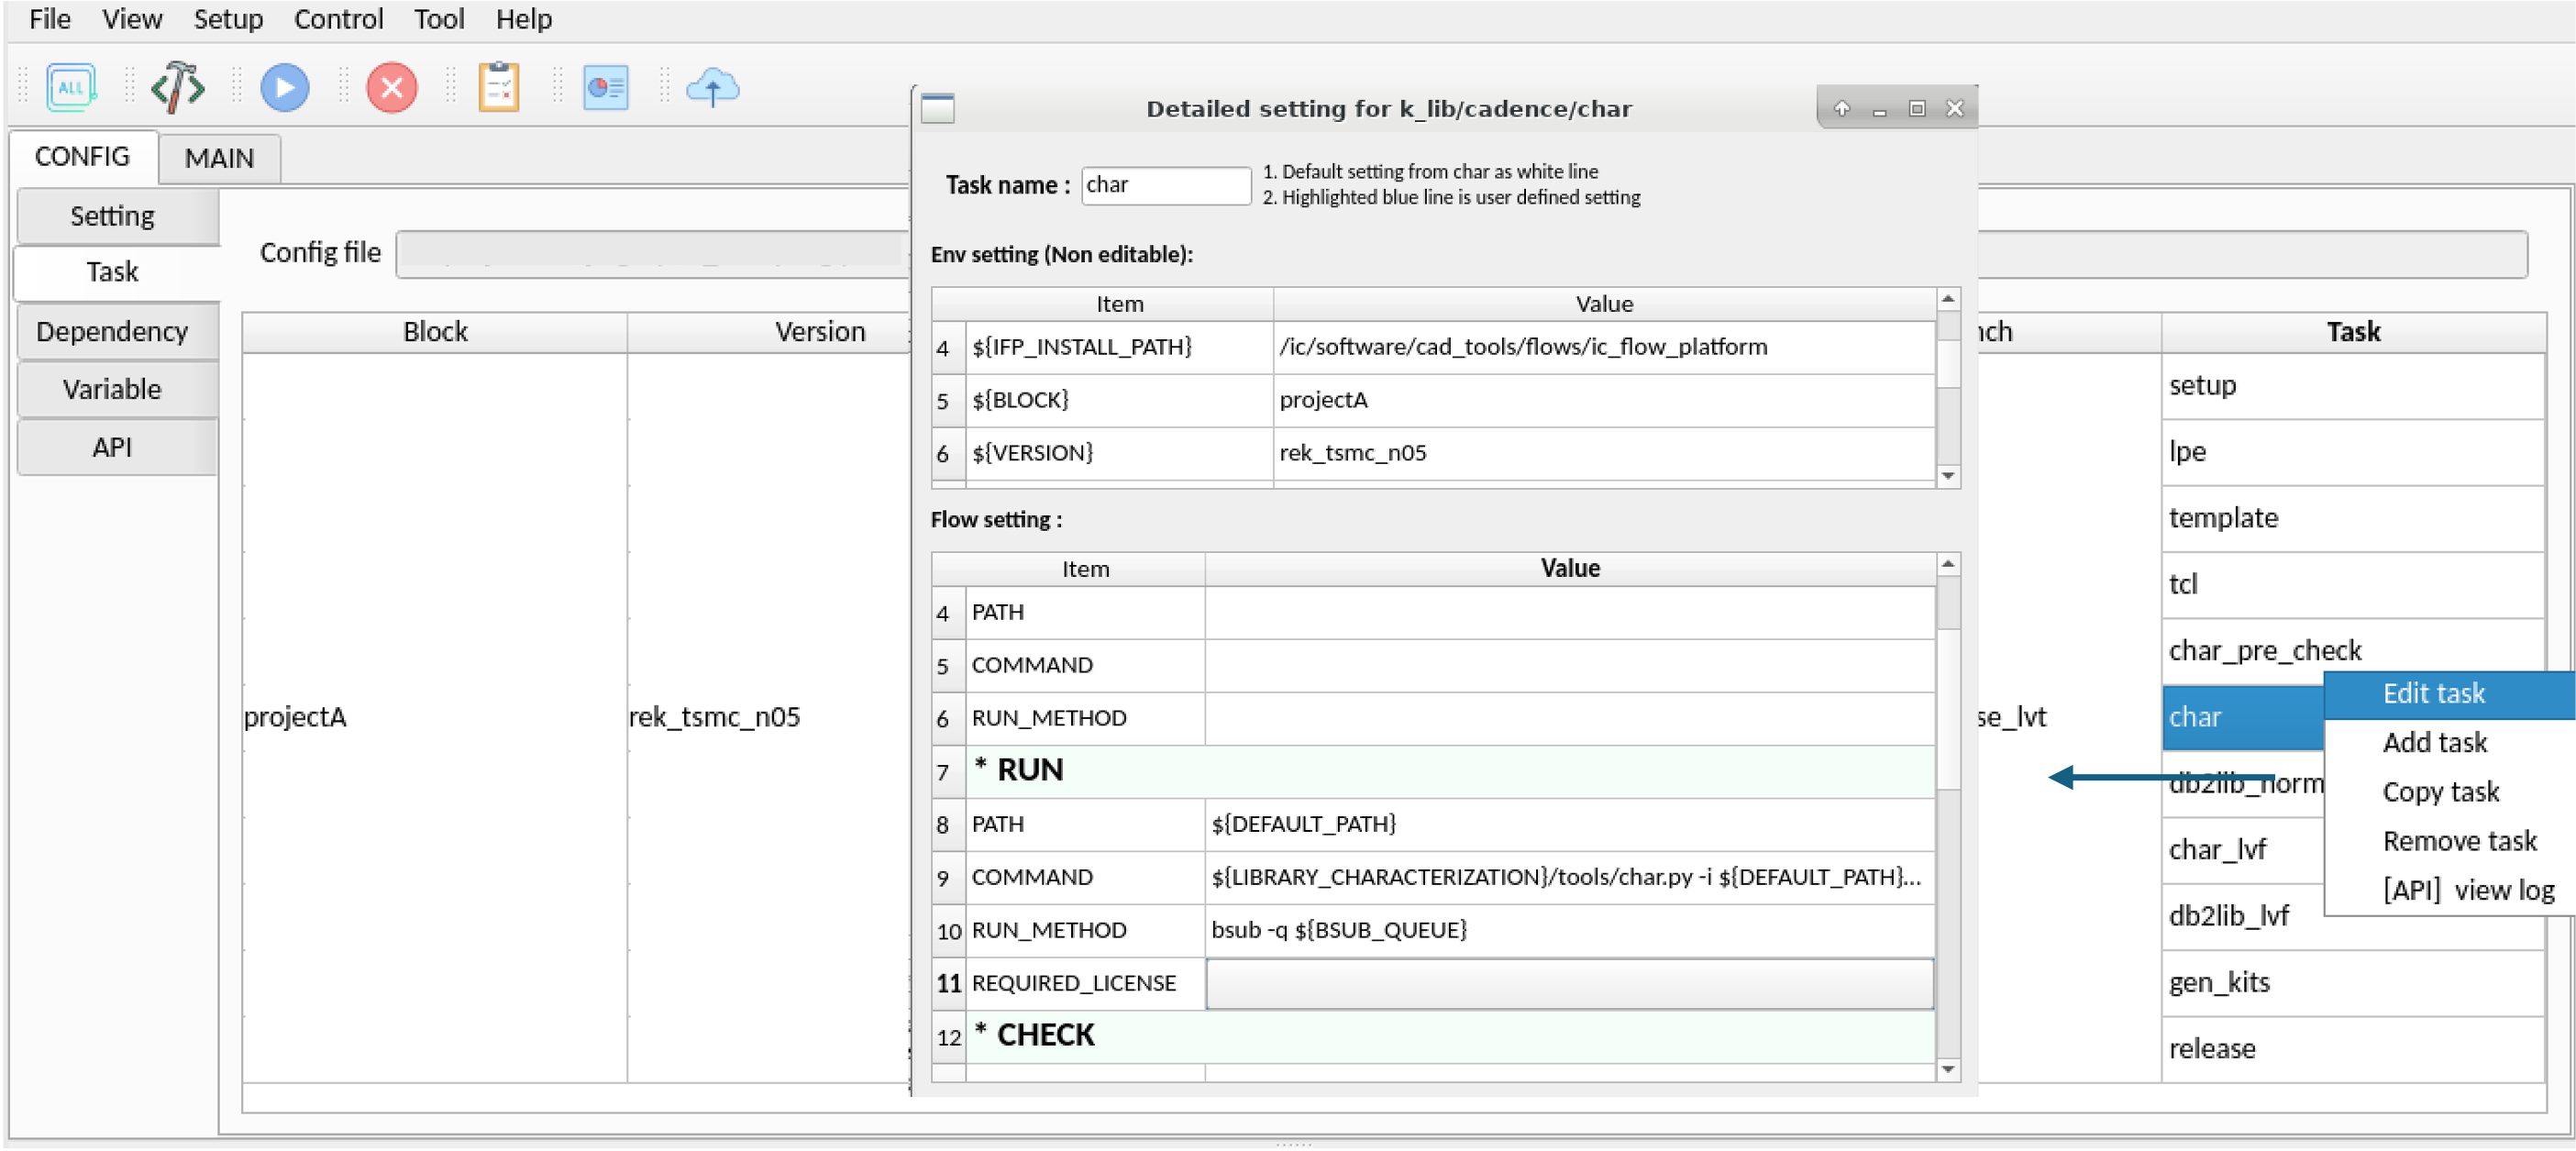 File View Setup Control Tool Help
ALL
CONFIG MAIN
Setting
Task
Dependency
Variable
API
Config file
Block Version Task
projectA rek_tsmc_n05
setup
lpe
template
tcl
char_pre_check
char
char_lvf
db2lib_lvf
gen_kits
release
Edit task
Add task
Copy task
Remove task
[API] view log
Detailed setting for k_lib/cadence/char
Task name : char
1. Default setting from char as white line
2. Highlighted blue line is user defined setting
Env setting (Non editable):
Item Value
4 ${IFP_INSTALL_PATH} /ic/software/cad_tools/flows/ic_flow_platform
5 ${BLOCK} projectA
6 ${VERSION} rek_tsmc_n05
Flow setting :
Item Value
4 PATH
5 COMMAND
6 RUN_METHOD
7 * RUN
8 PATH ${DEFAULT_PATH}
9 COMMAND ${LIBRARY_CHARACTERIZATION}/tools/char.py -i ${DEFAULT_PATH}...
10 RUN_METHOD bsub -q ${BSUB_QUEUE}
11 REQUIRED_LICENSE
12 * CHECK